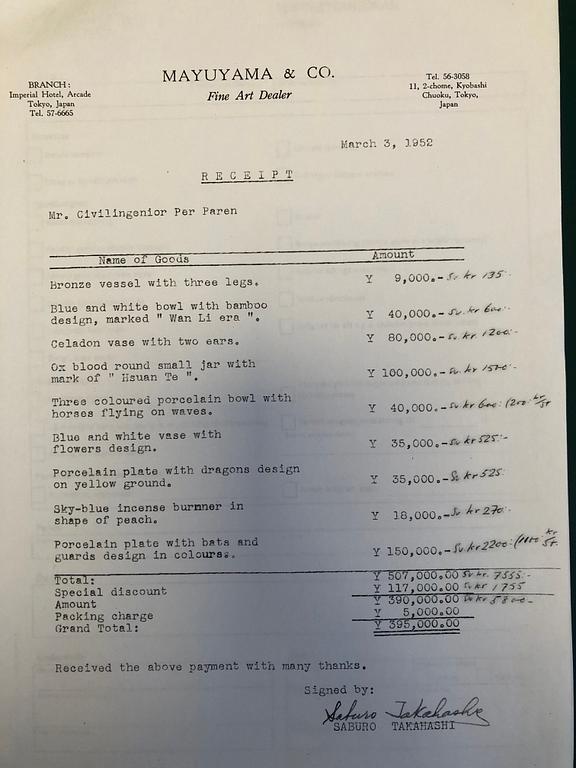 MAYUYAMA & CO.
Fine Art Dealer
BRANCH:
Imperial Hotel, Arcade
Tokyo, Japan
Tel. 57-6665
Tel. 56-3058
11, 2-chome, Kyobashi
Chuoku, Tokyo,
Japan
March 3, 1952
RECEIPT
Mr. Civilingenior Per Paren
Name of Goods Amount
Bronze vessel with three legs. Y 9,000.- Sv kr 135.-
Blue and white bowl with bamboo
design, marked " Wan Li era ". Y 40,000.- Sv kr 600:-
Celadon vase with two ears. Y 80,000.- Sv kr 1200:-
Ox blood round small jar with
mark of " Hsuan Te ". Y 100,000.- Sv kr 1500:-
Three coloured porcelain bowl with
horses flying on waves. Y 40,000.- Sv kr 600: (200: kr/st
Blue and white vase with
flowers design. Y 35,000.- Sv kr 525:-
Porcelain plate with dragons design
on yellow ground. Y 35,000.- Sv kr 525
Sky-blue incense burnner in
shape of peach. Y 18,000.- Sv kr 270:-
Porcelain plate with bats and
guards design in colours. Y 150,000.- Sv kr 2200: kr st.
Total: Y 507,000.00 Sv kr. 7555.-
Special discount Y 117,000.00 Sv kr 1755
Amount Y 390,000.00 Sv kr 5800.-
Packing charge Y 5,000.00
Grand Total: Y 395,000.00
Received the above payment with many thanks.
Signed by:
Saburo Takahashi
SABURO TAKAHASHI